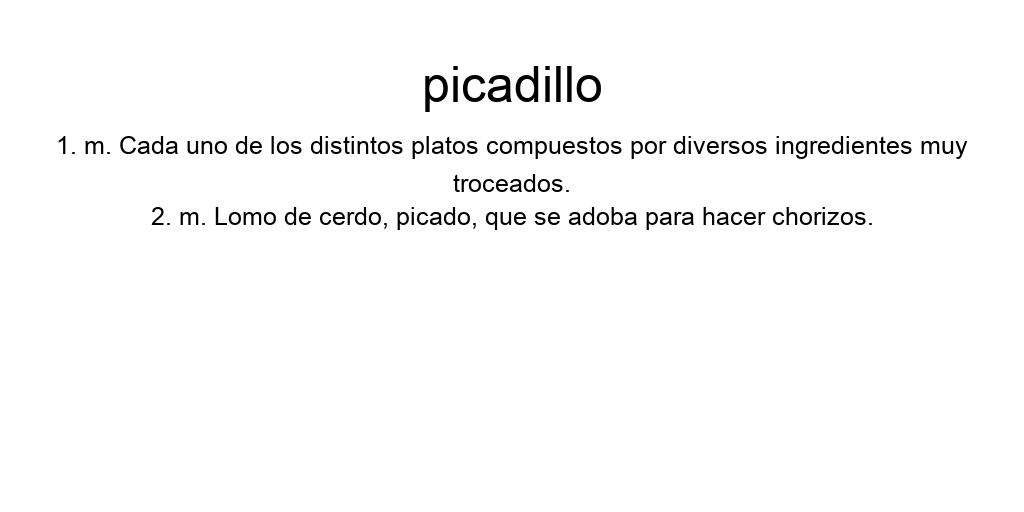 picadillo
1. m. Cada uno de los distintos platos compuestos por diversos ingredientes muy
troceados.
2. m. Lomo de cerdo, picado, que se adoba para hacer chorizos.